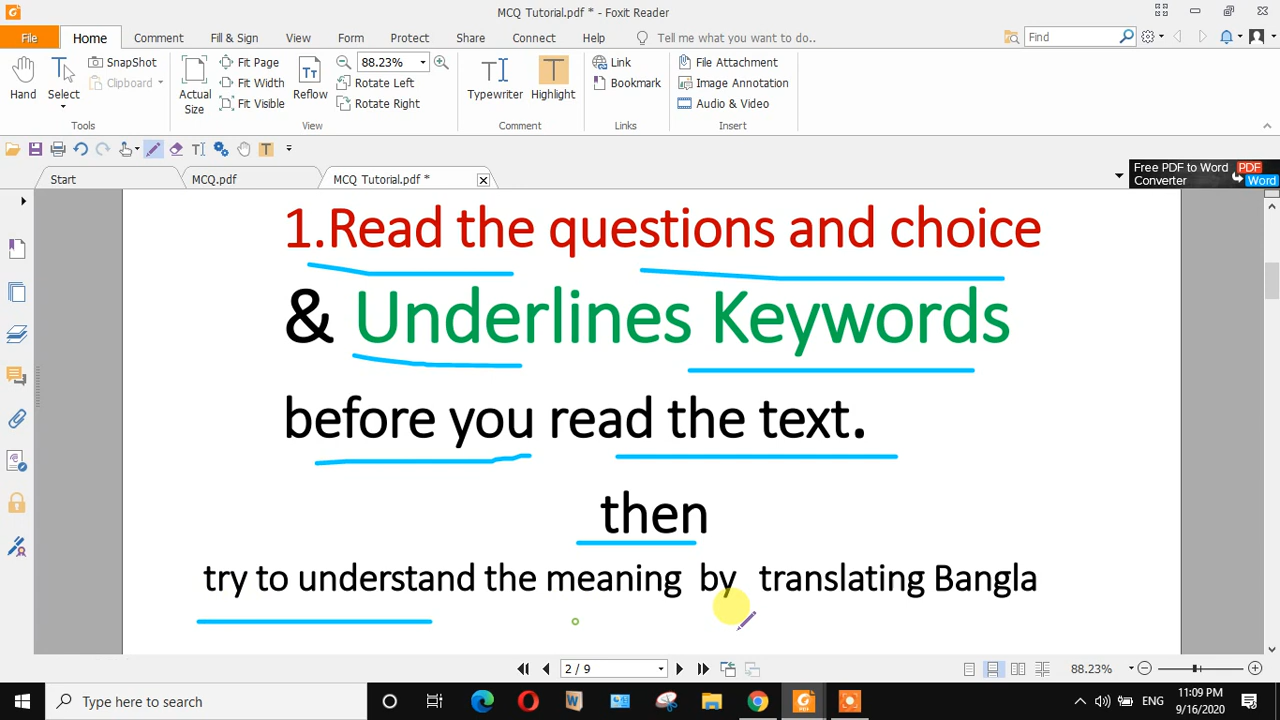 MCQ Tutorial.pdf * - Foxit Reader
File Home Comment Fill & Sign View Form Protect Share Connect Help Tell me what you want to do.. Find
Hand Select SnapShot Clipboard
Tools
Actual Size Fit Page Fit Width Fit Visible Reflow 88.23% Rotate Left Rotate Right
View
Typewriter Highlight
Comment
Link Bookmark
Links
File Attachment Image Annotation Audio & Video
Insert
Start MCQ.pdf MCQ Tutorial.pdf *
Free PDF to Word Converter PDF Word
1.Read the questions and choice
& Underlines Keywords
before you read the text.
then
try to understand the meaning by translating Bangla
2 / 9 88.23%
Type here to search ENG 11:09 PM
9/16/2020